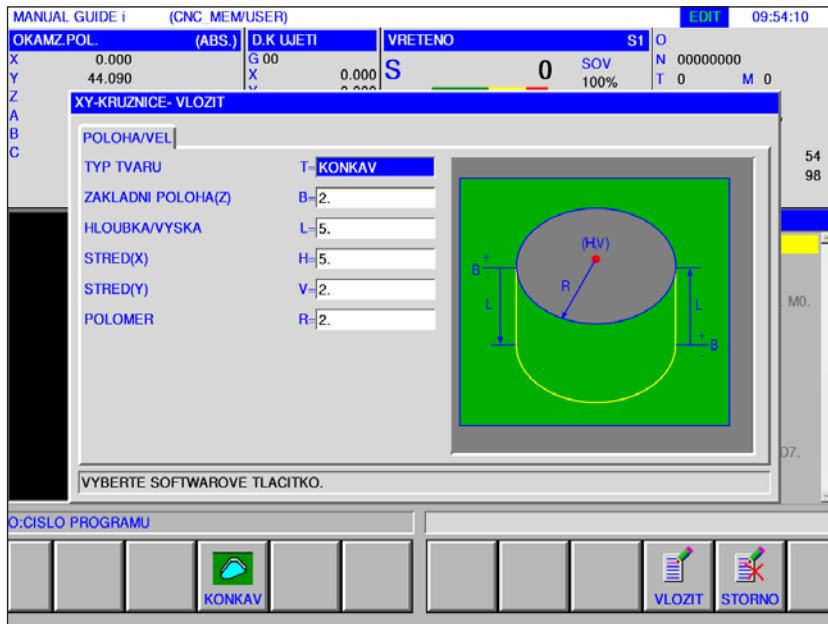 MANUAL GUIDE i (CNC_MEM/USER) EDIT 09:54:10
OKAMZ.POL. (ABS.) D.K UJETI VRETENO S1 O
X 0.000 G 00 N 00000000
Y 44.090 X 0.000 S 0 SOV 100% T 0 M 0
Z
A
B
C
54
98
XY-KRUZNICE- VLOZIT
POLOHA/VEL
TYP TVARU T=KONKAV
ZAKLADNI POLOHA(Z) B=2.
HLOUBKA/VYSKA L=5.
STRED(X) H=5.
STRED(Y) V=2.
POLOMER R=2.
(H,V)
R
B + -
L
L
+ - B
M0.
D7.
VYBERTE SOFTWAROVE TLACITKO.
O:CISLO PROGRAMU
KONKAV VLOZIT STORNO